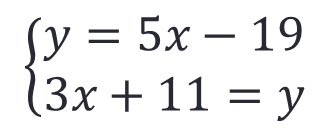 y = 5x − 19
3x + 11 = y